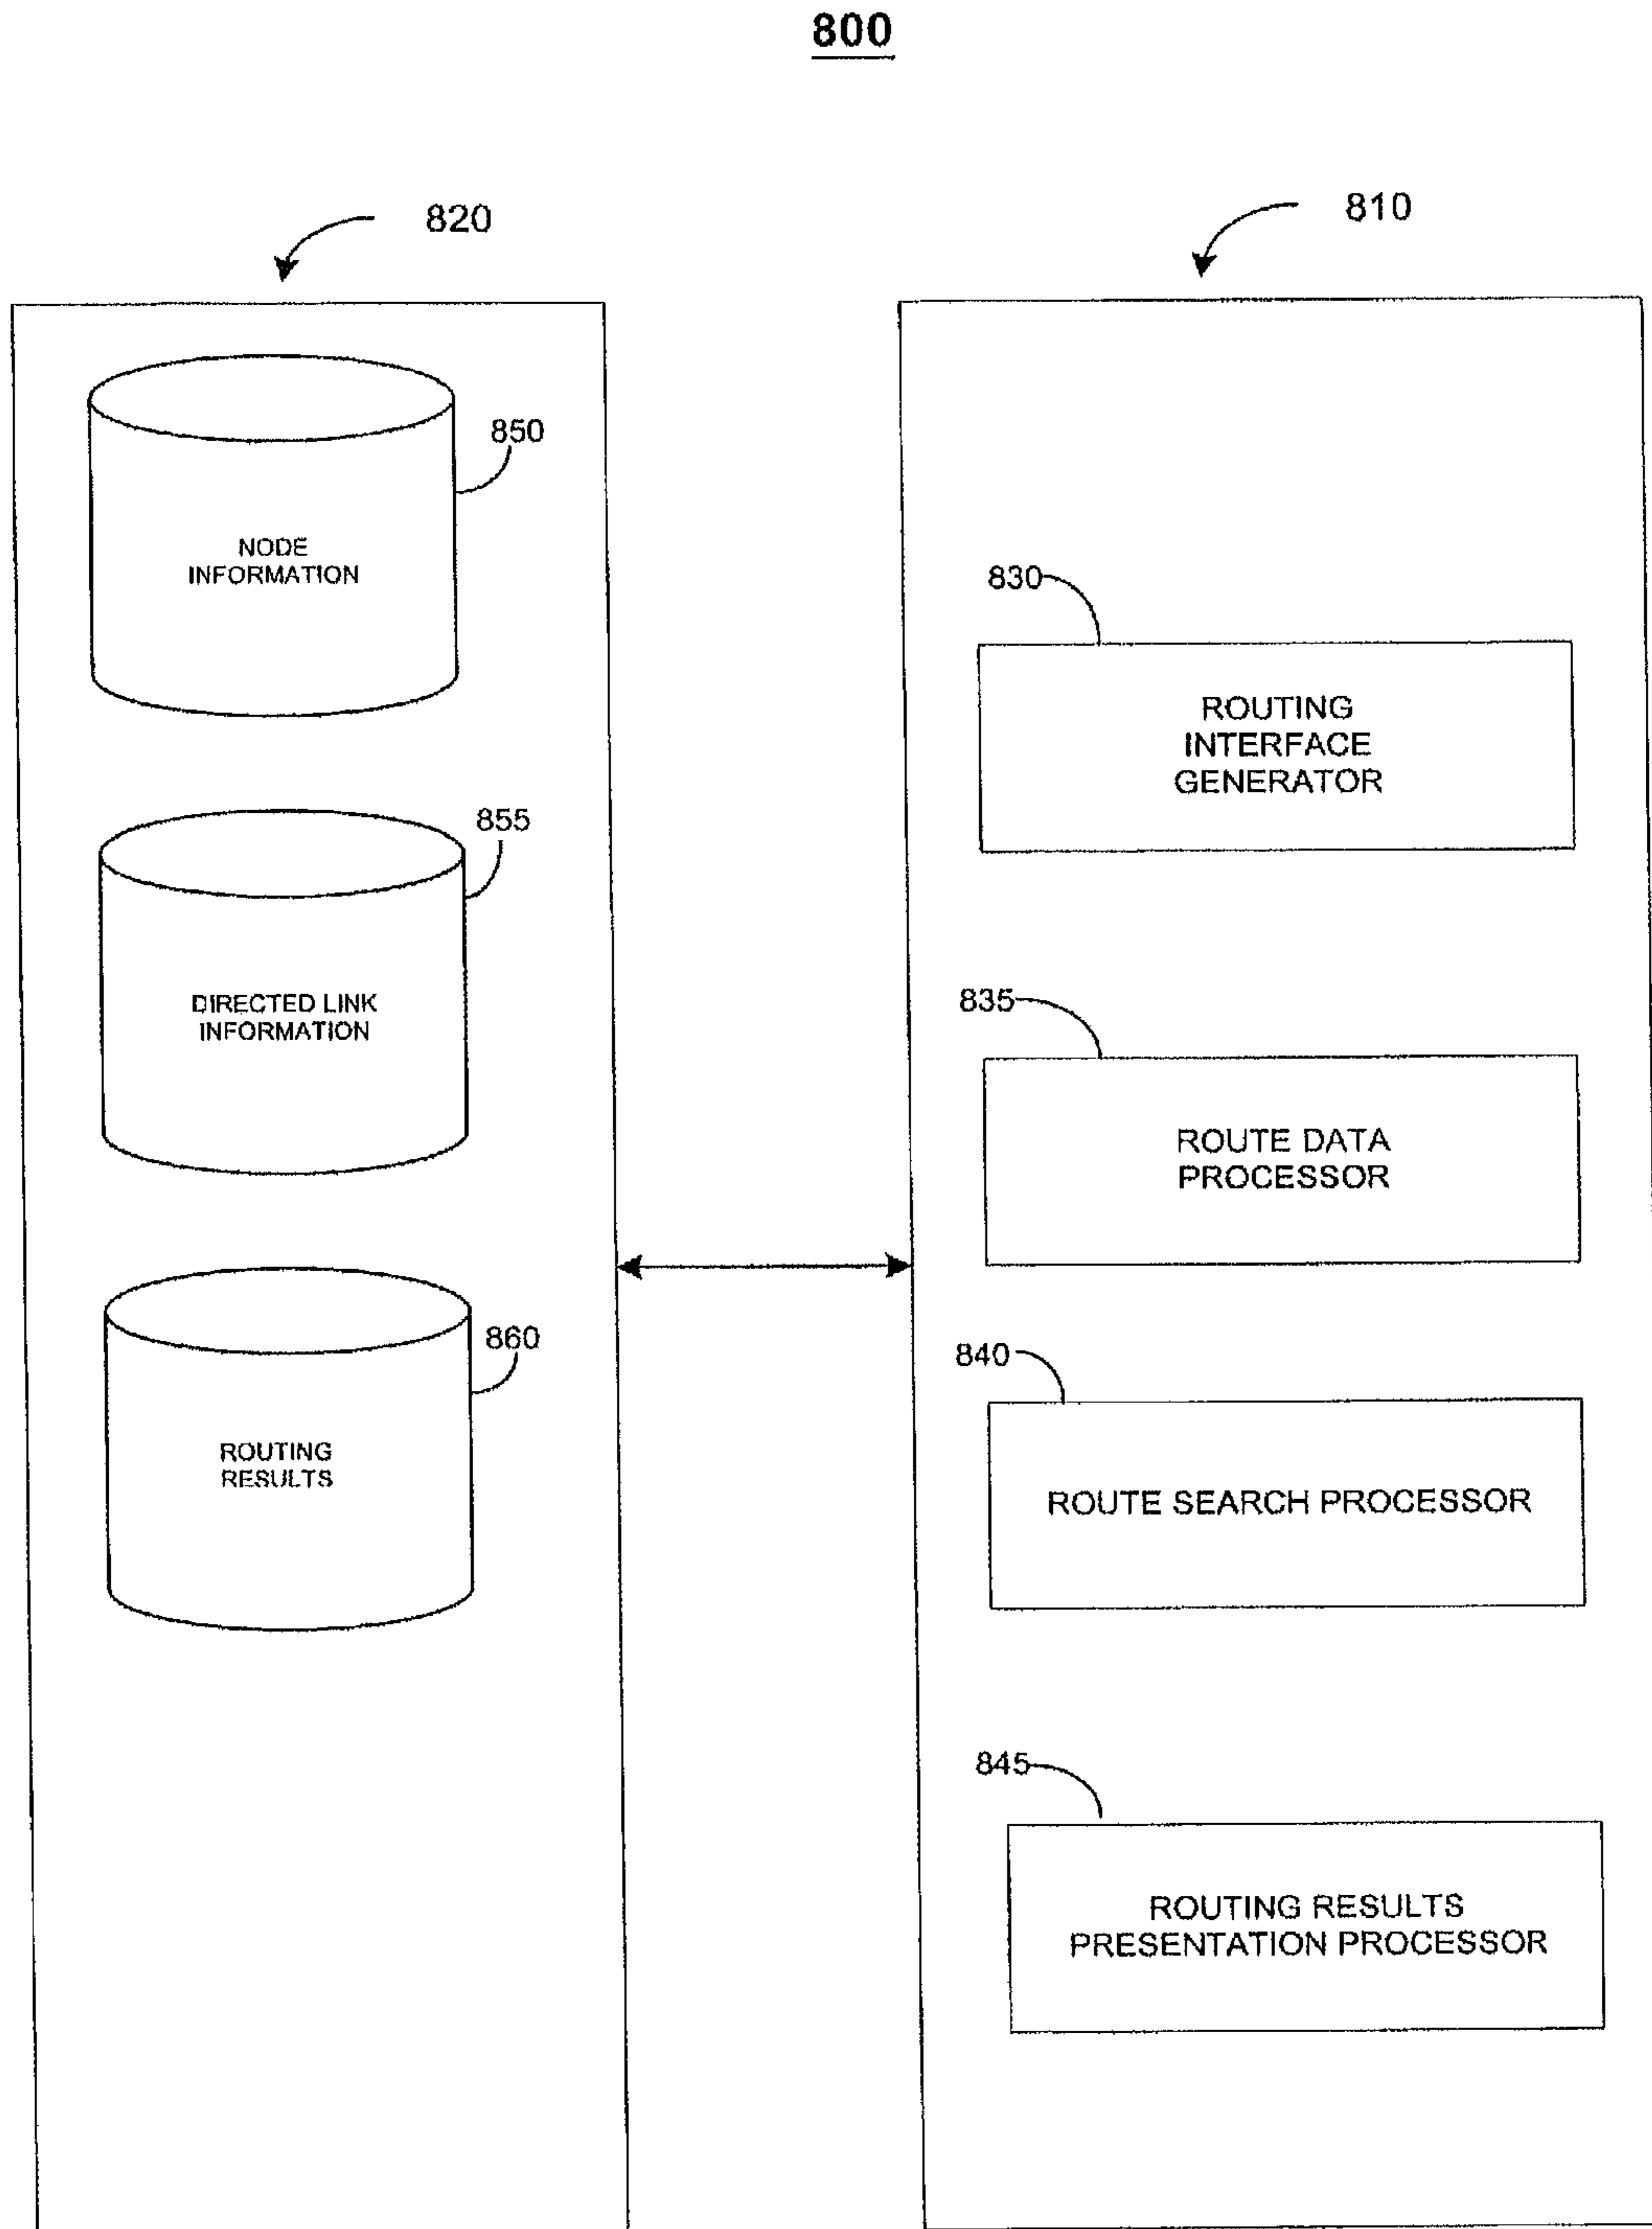 800
820
810
850
NODE
INFORMATION
830
ROUTING
INTERFACE
GENERATOR
855
DIRECTED LINK
INFORMATION
835
ROUTE DATA
PROCESSOR
860
ROUTING
RESULTS
840
ROUTE SEARCH PROCESSOR
845
ROUTING RESULTS
PRESENTATION PROCESSOR